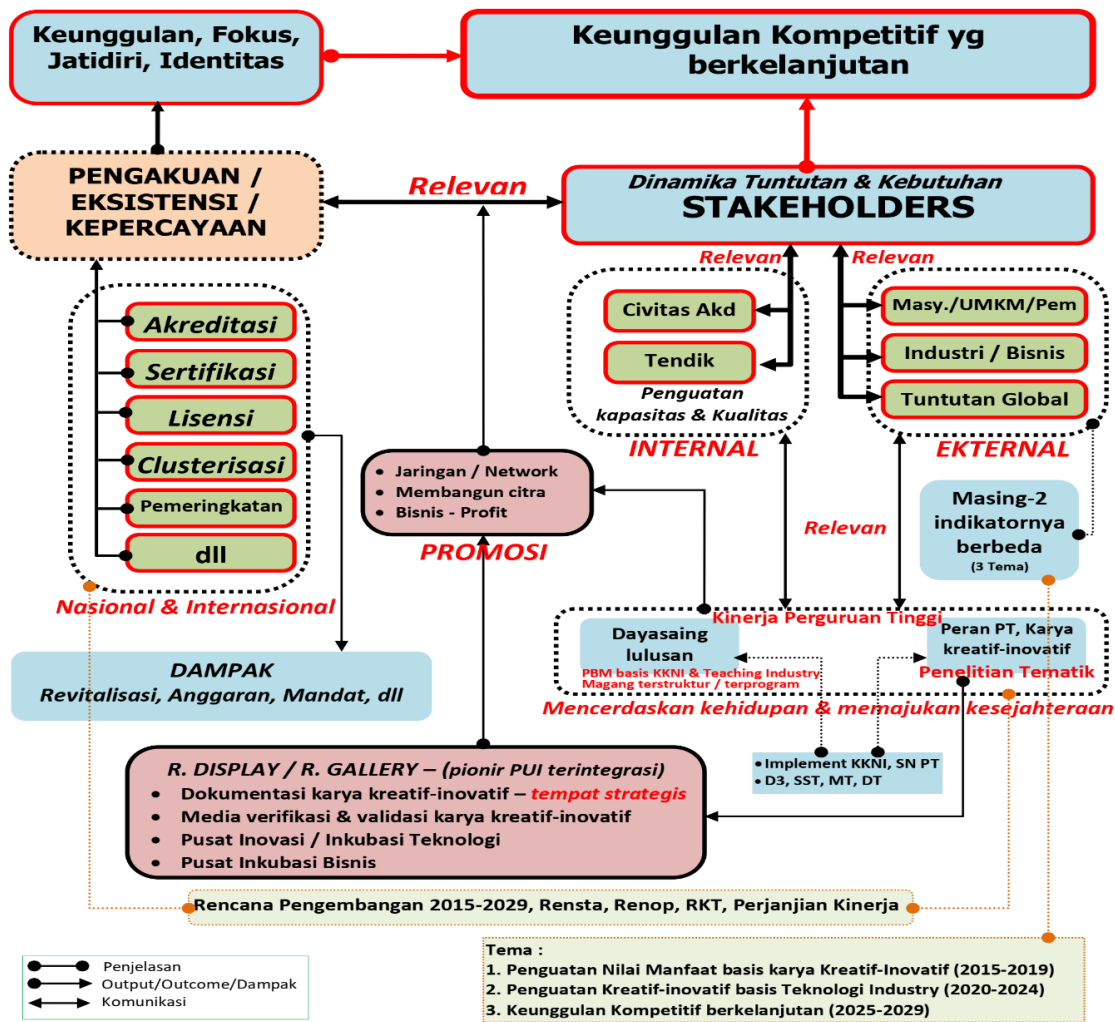 Keunggulan, Fokus,
Jatidiri, Identitas
Keunggulan Kompetitif yg
berkelanjutan
PENGAKUAN /
EKSISTENSI /
KEPERCAYAAN
Relevan
Dinamika Tuntutan & Kebutuhan
STAKEHOLDERS
Relevan
Relevan
Akreditasi
Sertifikasi
Lisensi
Clusterisasi
Pemeringkatan
dll
Nasional & Internasional
Civitas Akd
Tendik
Penguatan
kapasitas & Kualitas
INTERNAL
Masy./UMKM/Pem
Industri / Bisnis
Tuntutan Global
EKTERNAL
• Jaringan / Network
• Membangun citra
• Bisnis - Profit
PROMOSI
Relevan
Masing-2
indikatornya
berbeda
(3 Tema)
Kinerja Perguruan Tinggi
Dayasaing
lulusan
PBM basis KKNI & Teaching Industry
Magang terstruktur / terprogram
Peran PT, Karya
kreatif-inovatif
Penelitian Tematik
Mencerdaskan kehidupan & memajukan kesejahteraan
DAMPAK
Revitalisasi, Anggaran, Mandat, dll
• Implement KKNI, SN PT
• D3, SST, MT, DT
R. DISPLAY / R. GALLERY – (pionir PUI terintegrasi)
• Dokumentasi karya kreatif-inovatif – tempat strategis
• Media verifikasi & validasi karya kreatif-inovatif
• Pusat Inovasi / Inkubasi Teknologi
• Pusat Inkubasi Bisnis
Rencana Pengembangan 2015-2029, Rensta, Renop, RKT, Perjanjian Kinerja
Tema :
1. Penguatan Nilai Manfaat basis karya Kreatif-Inovatif (2015-2019)
2. Penguatan Kreatif-inovatif basis Teknologi Industry (2020-2024)
3. Keunggulan Kompetitif berkelanjutan (2025-2029)
Penjelasan
Output/Outcome/Dampak
Komunikasi